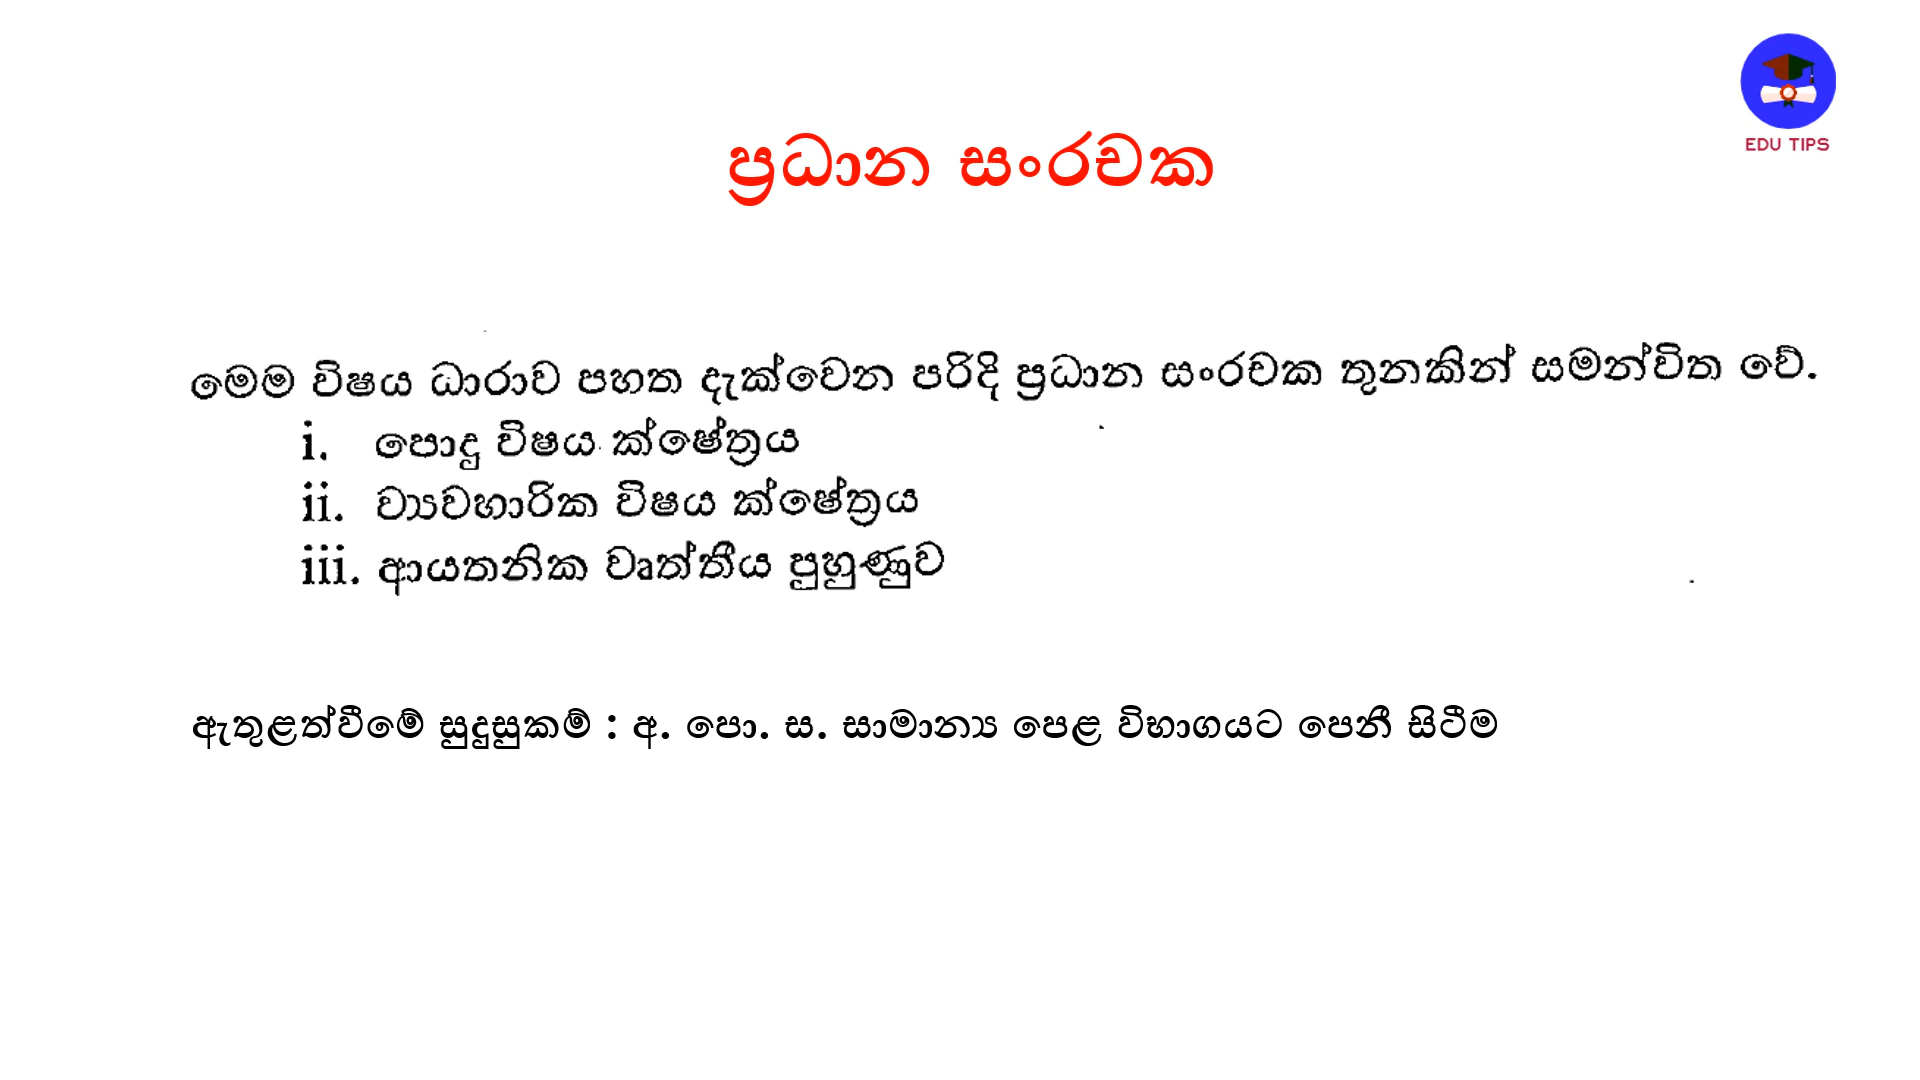 EDU TIPS
ප්‍රධාන සංරචක
මෙම විෂය ධාරාව පහත දැක්වෙන පරිදි ප්‍රධාන සංරචක තුනකින් සමන්විත වේ.
i. පොදු විෂය ක්ෂේත්‍රය
ii. ව්‍යවහාරික විෂය ක්ෂේත්‍රය
iii. ආයතනික වෘත්තීය පුහුණුව
ඇතුළත්වීමේ සුදුසුකම් : අ. පො. ස. සාමාන්‍ය පෙළ විභාගයට පෙනී සිටීම